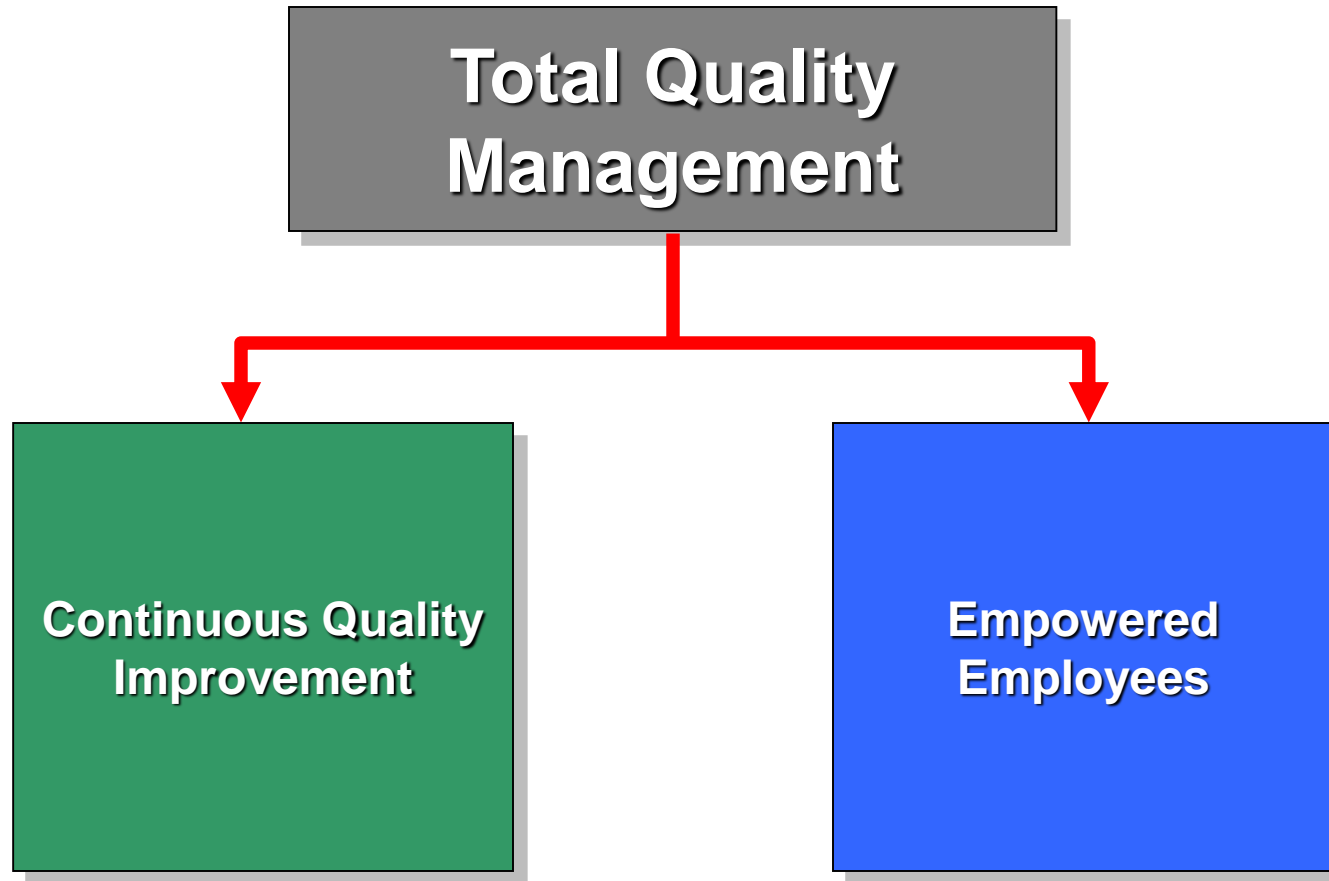 Total Quality
Management
Continuous Quality
Improvement
Empowered
Employees